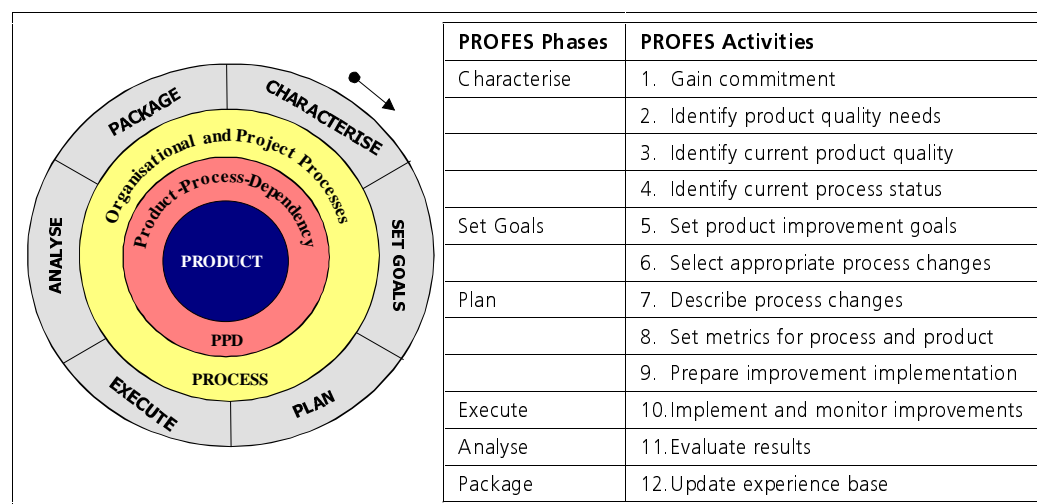 PACKAGE
CHARACTERISE
SET GOALS
PLAN
EXECUTE
ANALYSE
Organisational and Project Processes
Product-Process-Dependency
PRODUCT
PPD
PROCESS
PROFES Phases PROFES Activities
Characterise 1. Gain commitment
2. Identify product quality needs
3. Identify current product quality
4. Identify current process status
Set Goals 5. Set product improvement goals
6. Select appropriate process changes
Plan 7. Describe process changes
8. Set metrics for process and product
9. Prepare improvement implementation
Execute 10.Implement and monitor improvements
Analyse 11.Evaluate results
Package 12.Update experience base